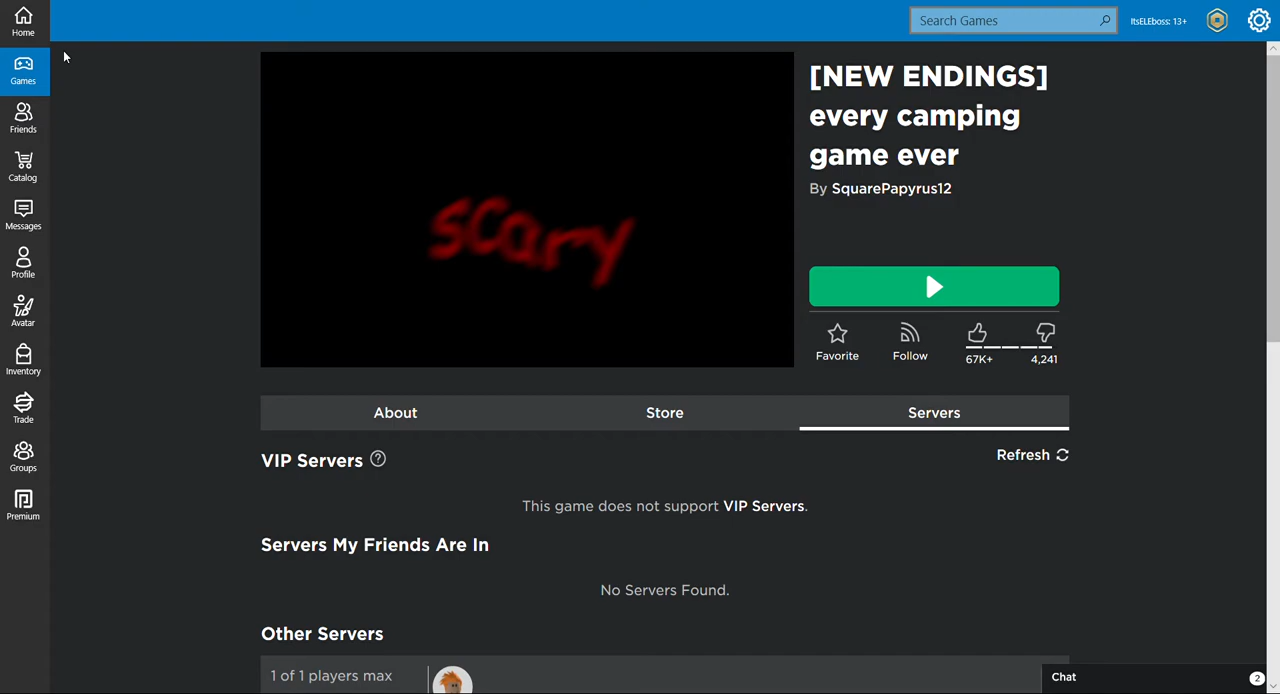 Home
Games
Friends
Catalog
Messages
Profile
Avatar
Inventory
Trade
Groups
Premium
Search Games
ItsELEboss: 13+
scary
[NEW ENDINGS]
every camping
game ever
By SquarePapyrus12
Favorite
Follow
67K+
4,241
About
Store
Servers
VIP Servers ?
Refresh
This game does not support VIP Servers.
Servers My Friends Are In
No Servers Found.
Other Servers
1 of 1 players max
Chat
2